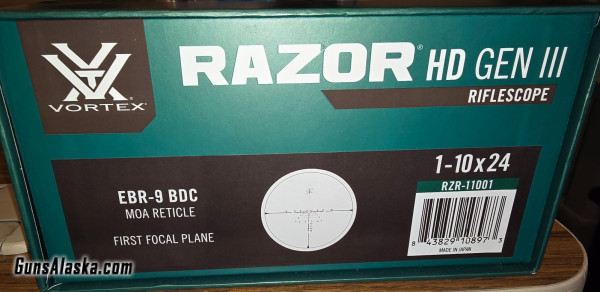 VORTEX
RAZOR® HD GEN III
RIFLESCOPE
EBR-9 BDC
MOA RETICLE
FIRST FOCAL PLANE
1-10x24
RZR-11001
8 43829 10897 3
MADE IN JAPAN
GunsAlaska.com